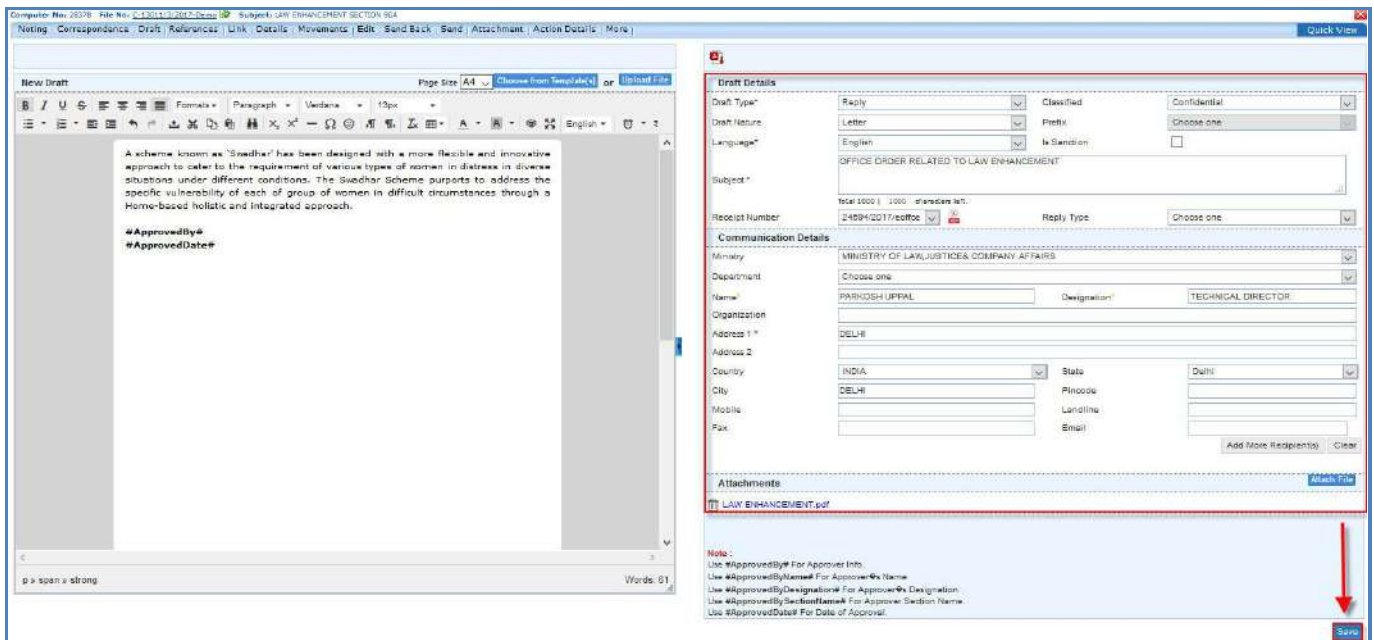 Computer No: 28378 File No: C-13011/3/2017-Demo Subject: LAW ENHANCEMENT SECTION 90A
Noting Correspondence Draft References Link Details Movements Edit Send Back Send Attachment Action Details More
Quick View
New Draft
Page Size A4 Choose from Template(s) or Upload File
B I U S Formats Paragraph Verdana 13px
English
A scheme known as 'Swadhar' has been designed with a more flexible and innovative
approach to cater to the requirement of various types of women in distress in diverse
situations under different conditions. The Swadhar Scheme purports to address the
specific vulnerability of each of group of women in difficult circumstances through a
Home-based holistic and integrated approach.
#ApprovedBy#
#ApprovedDate#
p » span » strong
Words: 61
Draft Details
Draft Type* Reply Classified Confidential
Draft Nature Letter Prefix Choose one
Language* English Is Sanction
Subject * OFFICE ORDER RELATED TO LAW ENHANCEMENT
Total 1000 | 1000 characters left.
Receipt Number 24694/2017/eoffce Reply Type Choose one
Communication Details
Ministry MINISTRY OF LAW,JUSTICE& COMPANY AFFAIRS
Department Choose one
Name* PARKOSH UPPAL Designation* TECHNICAL DIRECTOR
Organization
Address 1 * DELHI
Address 2
Country INDIA State Delhi
City DELHI Pincode
Mobile Landline
Fax Email
Add More Recipient(s) Clear
Attachments
Attach File
LAW ENHANCEMENT.pdf
Note :
Use #ApprovedBy# For Approver Info.
Use #ApprovedByName# For Approver�s Name
Use #ApprovedByDesignation# For Approver�s Designation
Use #ApprovedBySectionName# For Approver Section Name
Use #ApprovedDate# For Date of Approval.
Save